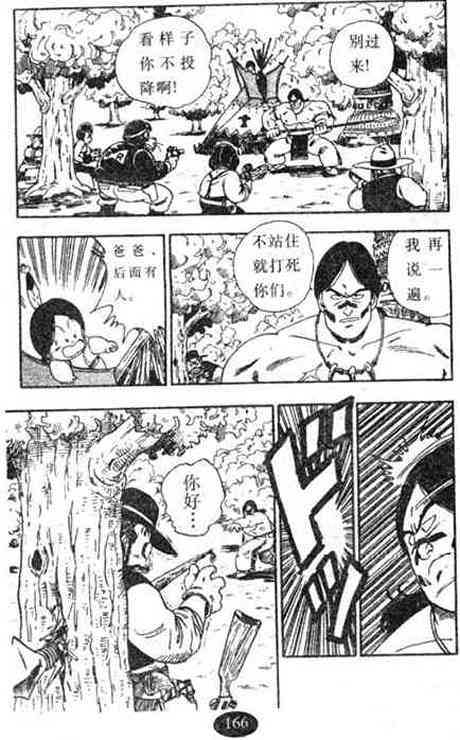 别过
来!
看样子
你不投
降啊!
我再
说一
遍。
不站住
就打死
你们。
爸爸、
后面有
人。
你好…
166